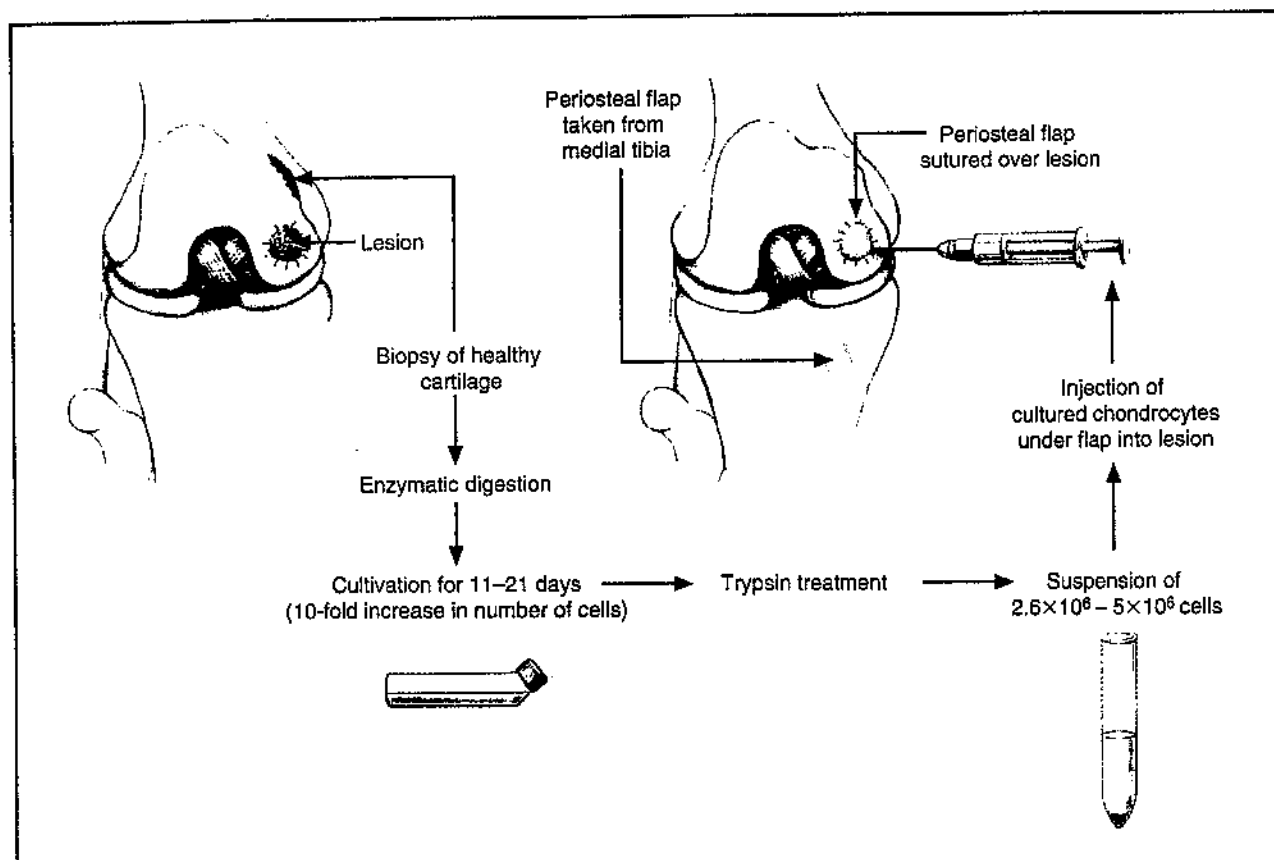 Periosteal flap
taken from
medial tibia
Periosteal flap
sutured over lesion
Lesion
Biopsy of healthy
cartilage
Enzymatic digestion
Cultivation for 11–21 days
(10-fold increase in number of cells)
Trypsin treatment
Suspension of
2.6×10⁶ – 5×10⁶ cells
Injection of
cultured chondrocytes
under flap into lesion